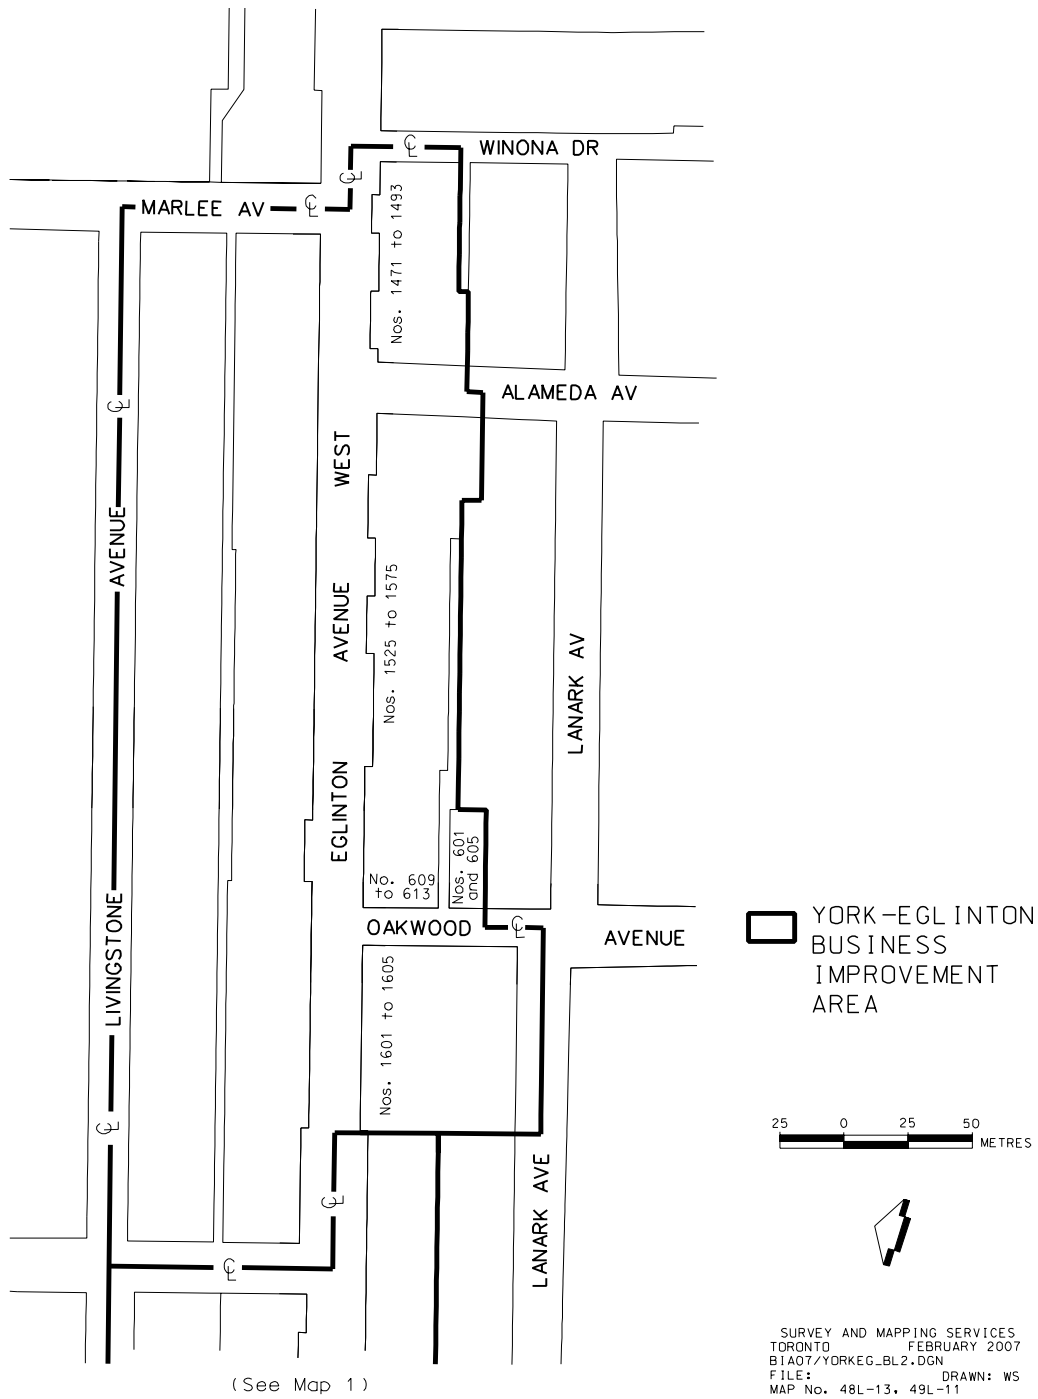 WINONA DR
MARLEE AV
Nos. 1471 to 1493
ALAMEDA AV
EGLINTON AVENUE WEST
LIVINGSTONE AVENUE
Nos. 1525 to 1575
LANARK AV
Nos. 601
and 605
No. 609
to 613
OAKWOOD AVENUE
Nos. 1601 to 1605
LANARK AVE
(See Map 1)
YORK-EGLINTON
BUSINESS
IMPROVEMENT
AREA
25 0 25 50
METRES
SURVEY AND MAPPING SERVICES
TORONTO FEBRUARY 2007
BIA07/YORKEG_BL2.DGN
FILE: DRAWN: WS
MAP No. 48L-13, 49L-11